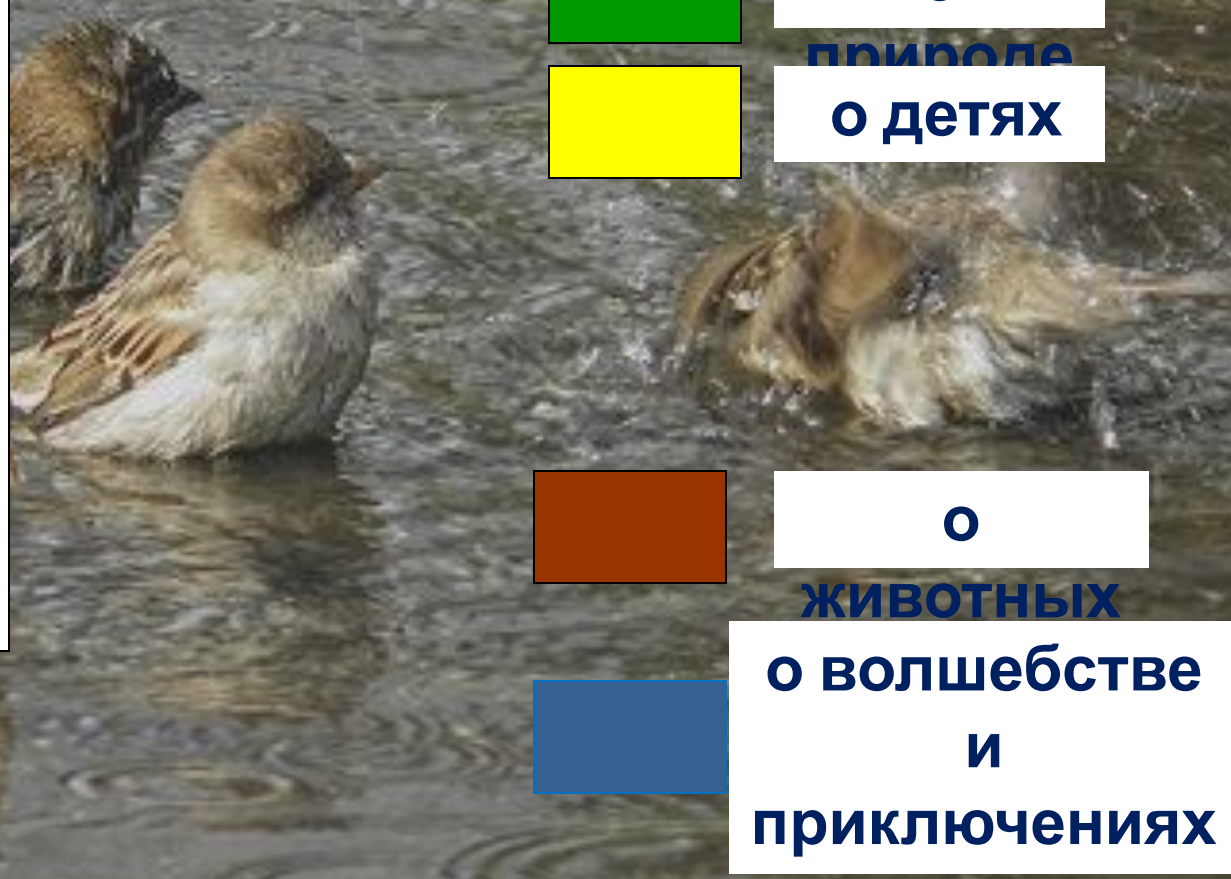 о
природе
о детях
о
животных
о волшебстве
и
приключениях